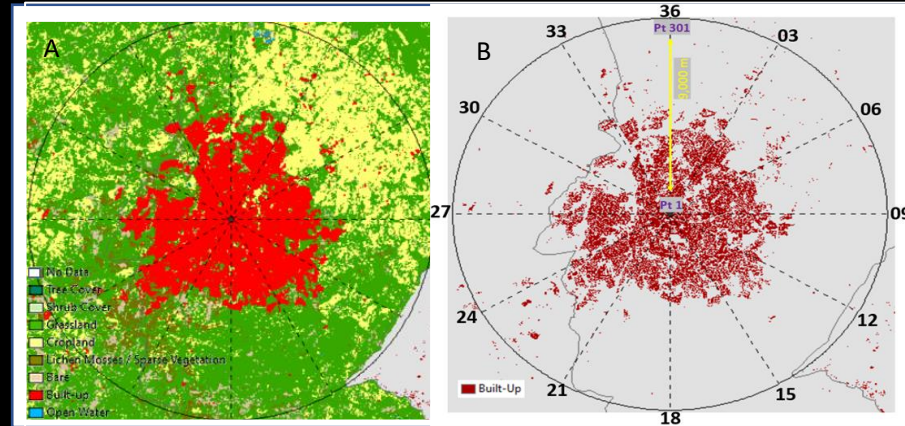 A
No Data
Tree Cover
Shrub Cover
Grassland
Cropland
Lichen Mosses / Sparse Vegetation
Bare
Built-up
Open Water
B
36
Pt 301
33
03
30
06
27
Pt 1
09
24
12
Built-Up
21
15
18